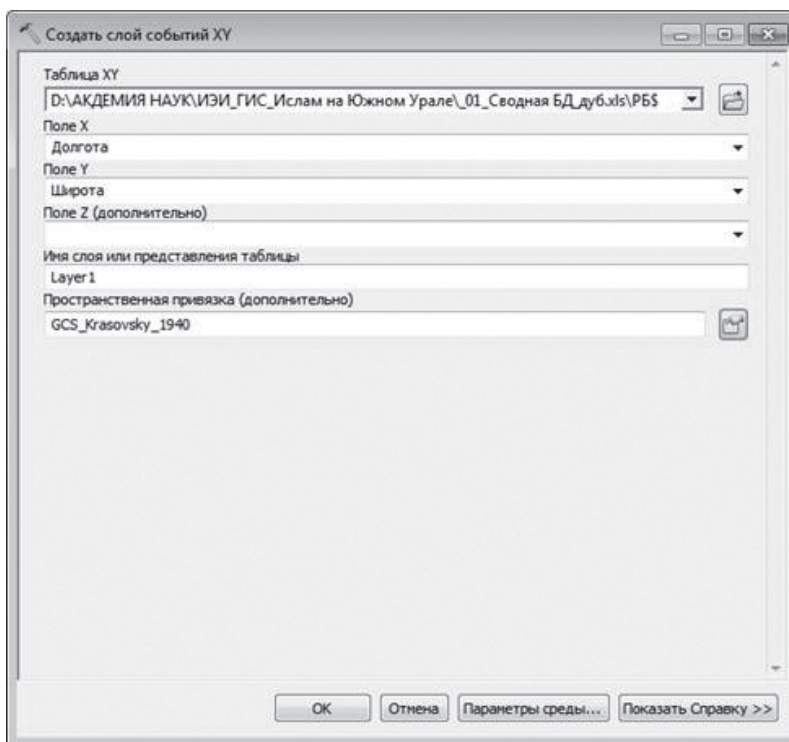 Создать слой событий XY
Таблица XY
D:\АКДЕМИЯ НАУК\ИЭИ_ГИС_Ислам на Южном Урале\_01_Сводная БД_дуб.xls\РБ$
Поле X
Долгота
Поле Y
Широта
Поле Z (дополнительно)
Имя слоя или представления таблицы
Layer1
Пространственная привязка (дополнительно)
GCS_Krasovsky_1940
OK
Отмена
Параметры среды...
Показать Справку >>